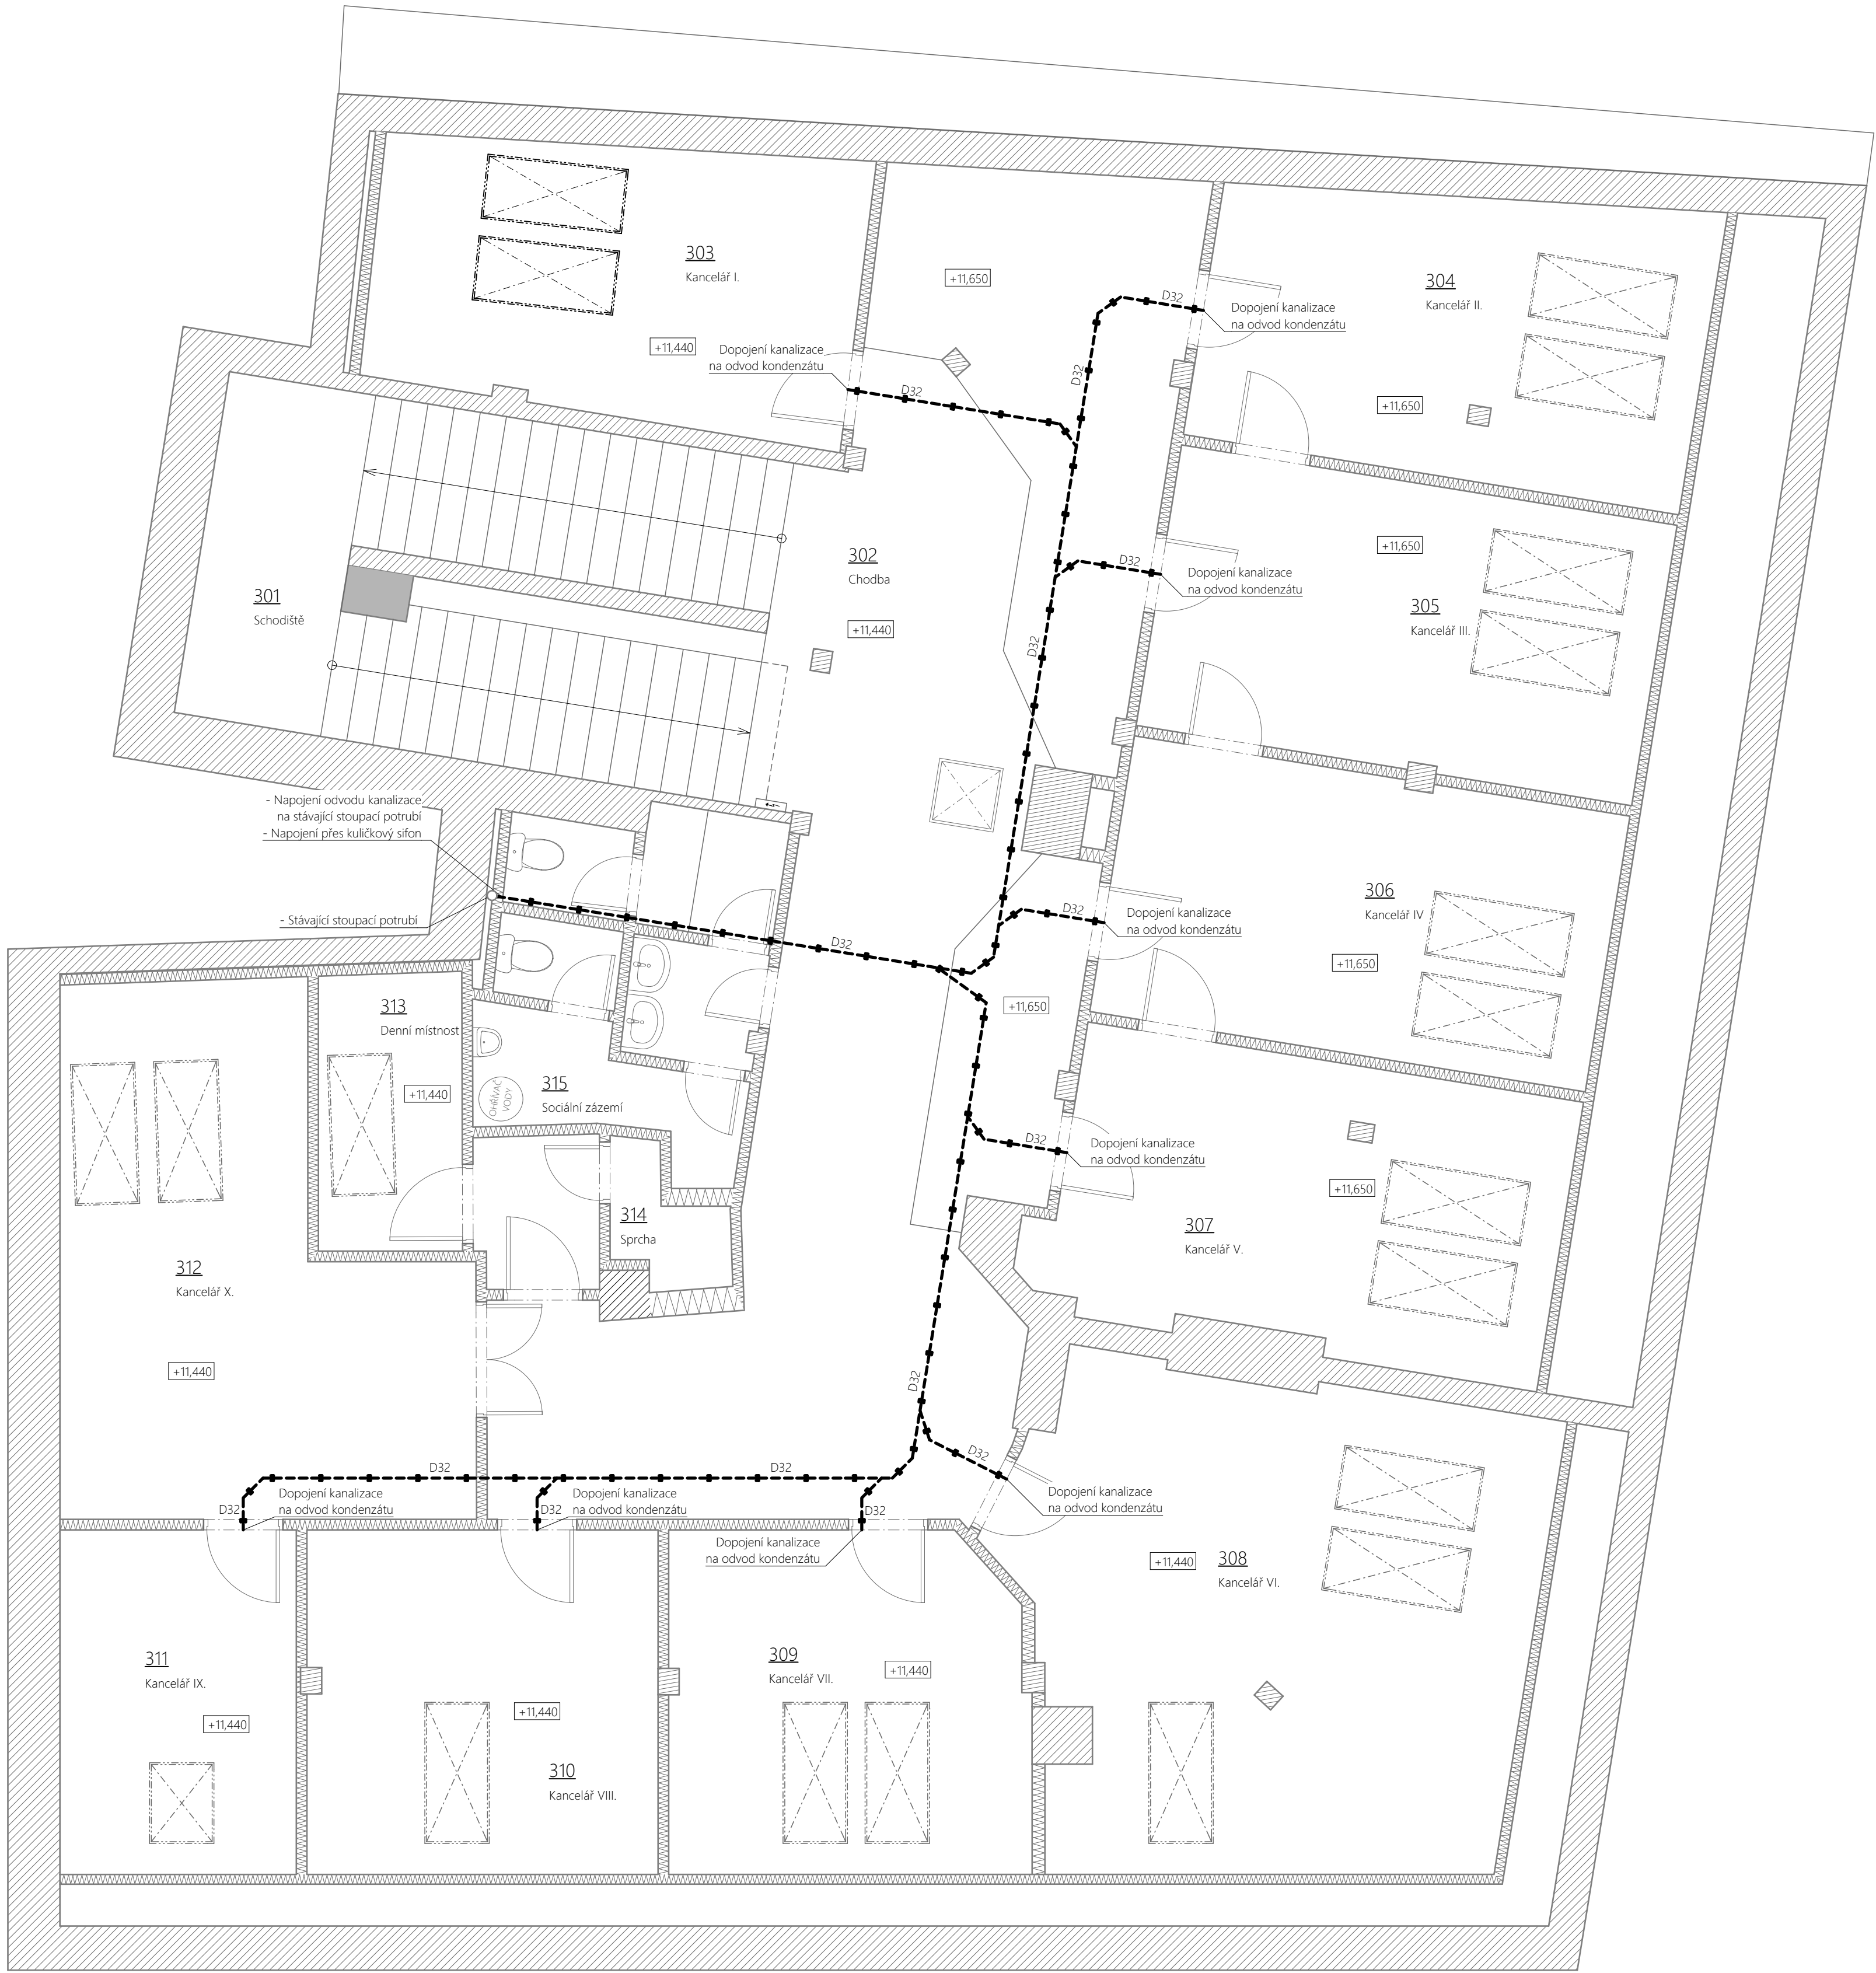 303
Kancelář I.
+11,440
Dopojení kanalizace
na odvod kondenzátu
D32
+11,650
D32
D32
Dopojení kanalizace
na odvod kondenzátu
304
Kancelář II.
+11,650
301
Schodiště
302
Chodba
+11,440
D32
D32
Dopojení kanalizace
na odvod kondenzátu
+11,650
305
Kancelář III.
- Napojení odvodu kanalizace
na stávající stoupací potrubí
- Napojení přes kuličkový sifon
- Stávající stoupací potrubí
D32
D32
Dopojení kanalizace
na odvod kondenzátu
306
Kancelář IV
+11,650
+11,650
313
Denní místnost
+11,440
OHŘÍVAČ
VODY
315
Sociální zázemí
D32
Dopojení kanalizace
na odvod kondenzátu
+11,650
307
Kancelář V.
314
Sprcha
312
Kancelář X.
+11,440
D32
D32
Dopojení kanalizace
na odvod kondenzátu
308
Kancelář VI.
+11,440
D32
D32
D32
Dopojení kanalizace
na odvod kondenzátu
D32
Dopojení kanalizace
na odvod kondenzátu
D32
Dopojení kanalizace
na odvod kondenzátu
311
Kancelář IX.
+11,440
+11,440
310
Kancelář VIII.
309
Kancelář VII.
+11,440